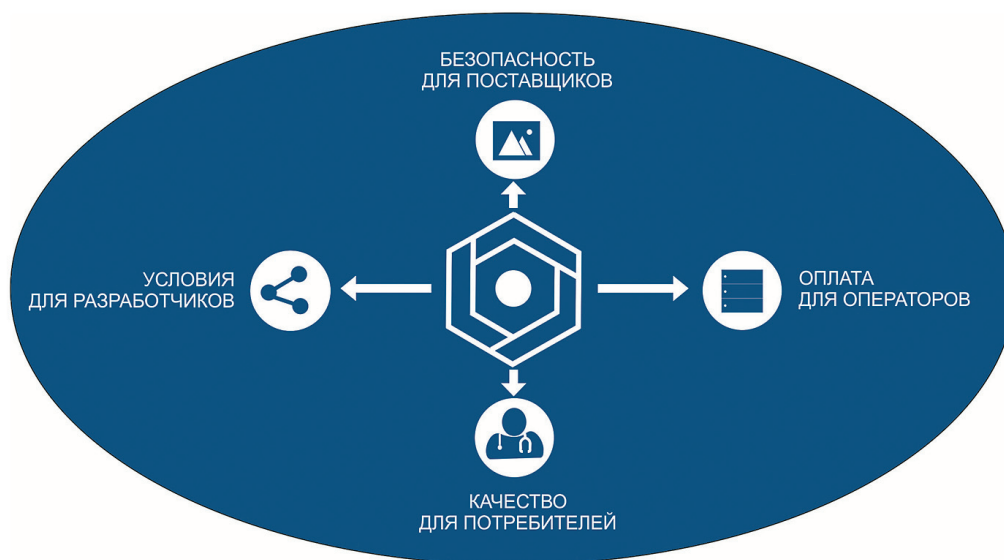 БЕЗОПАСНОСТЬ
ДЛЯ ПОСТАВЩИКОВ
УСЛОВИЯ
ДЛЯ РАЗРАБОТЧИКОВ
ОПЛАТА
ДЛЯ ОПЕРАТОРОВ
КАЧЕСТВО
ДЛЯ ПОТРЕБИТЕЛЕЙ